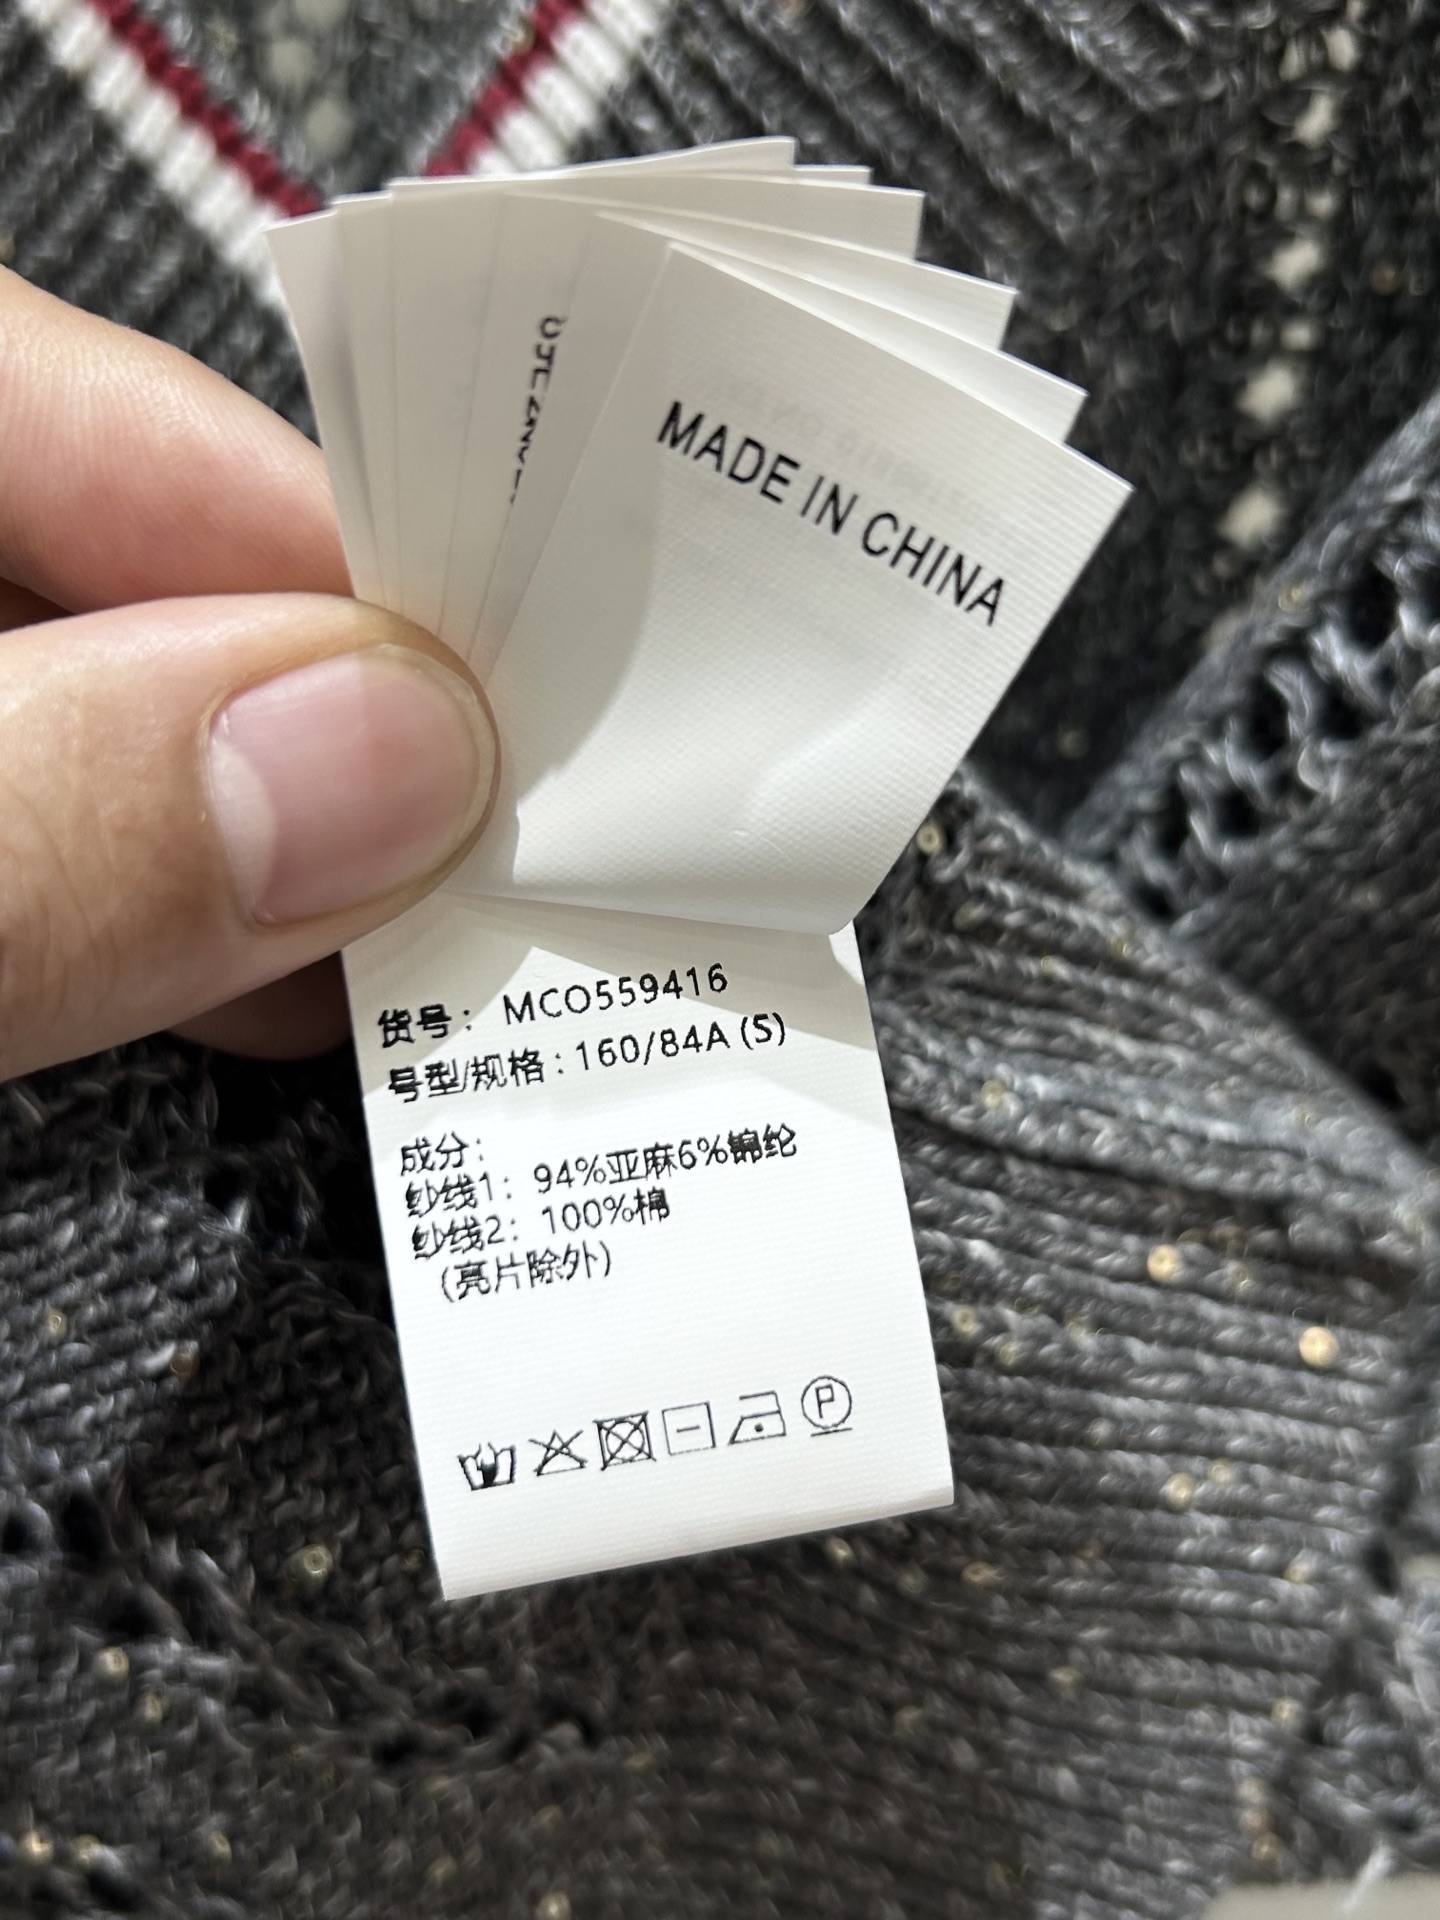 MADE IN CHINA
货号： MCO559416
号型/规格：160/84A (S)
成分：
纱线1： 94%亚麻6%锦纶
纱线2： 100%棉
(亮片除外)
P